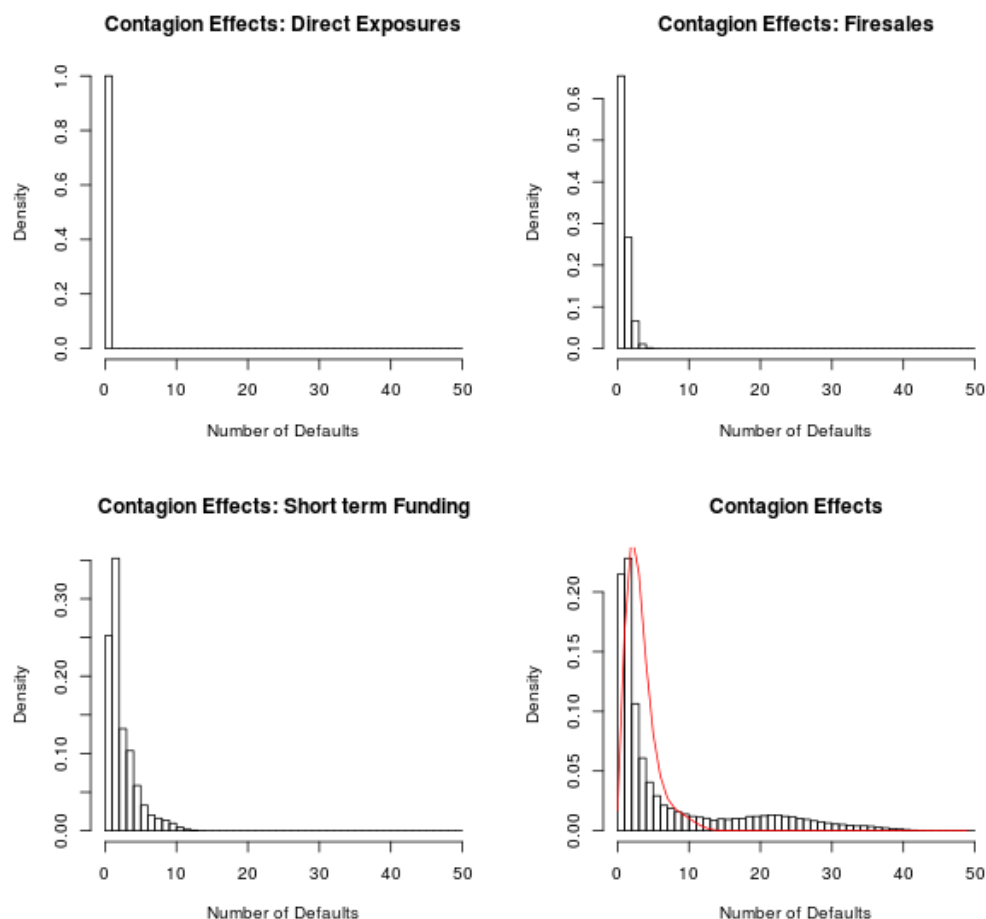 Contagion Effects: Direct Exposures
Density
0.0 0.2 0.4 0.6 0.8 1.0
0 10 20 30 40 50
Number of Defaults
Contagion Effects: Firesales
Density
0.0 0.1 0.2 0.3 0.4 0.5 0.6
0 10 20 30 40 50
Number of Defaults
Contagion Effects: Short term Funding
Density
0.00 0.10 0.20 0.30
0 10 20 30 40 50
Number of Defaults
Contagion Effects
Density
0.00 0.05 0.10 0.15 0.20
0 10 20 30 40 50
Number of Defaults